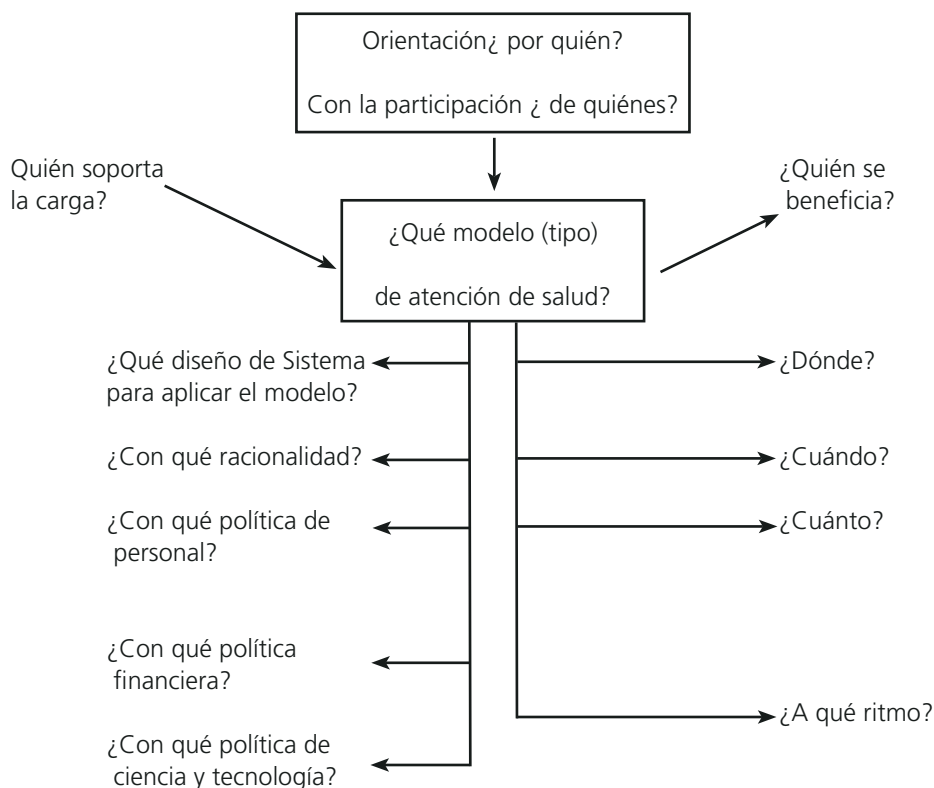 Orientación¿ por quién?
Con la participación ¿ de quiénes?
Quién soporta
la carga?
¿Quién se
beneficia?
¿Qué modelo (tipo)
de atención de salud?
¿Qué diseño de Sistema
para aplicar el modelo?
¿Dónde?
¿Con qué racionalidad?
¿Cuándo?
¿Con qué política de
personal?
¿Cuánto?
¿Con qué política
financiera?
¿A qué ritmo?
¿Con qué política de
ciencia y tecnología?